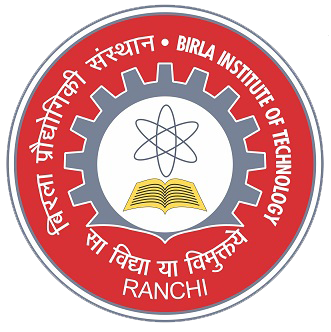 बिरला प्रौद्योगिकी संस्थान • BIRLA INSTITUTE OF TECHNOLOGY
सा विद्या या विमुक्तये
RANCHI